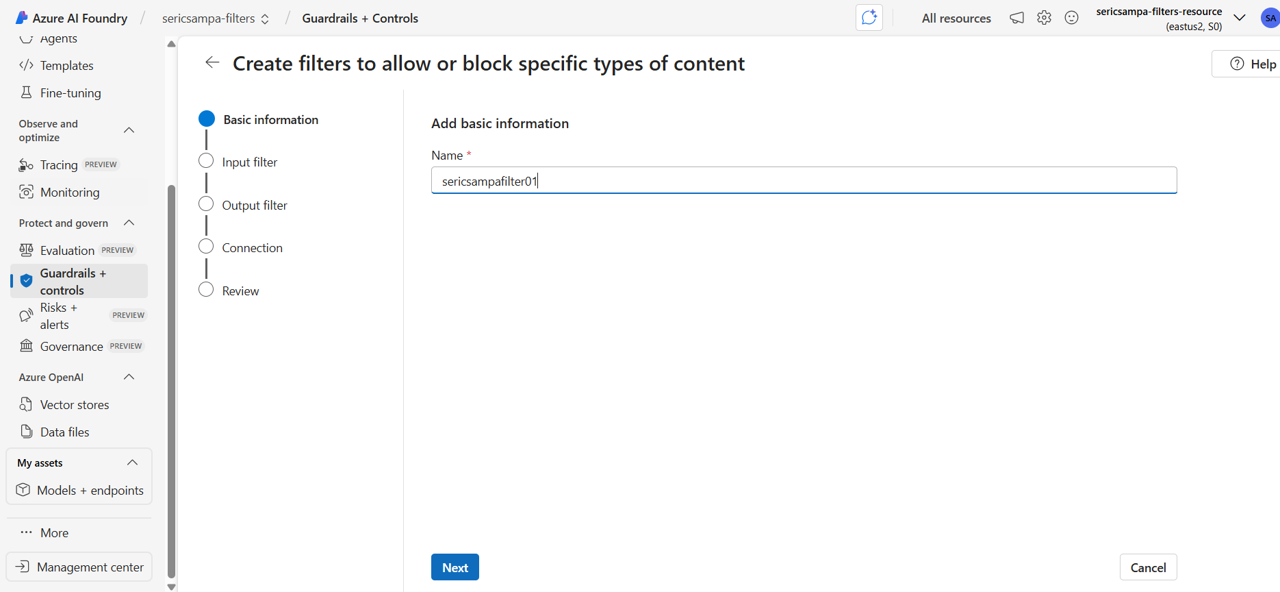 Azure AI Foundry / sericsampa-filters / Guardrails + Controls
All resources
sericsampa-filters-resource
(eastus2, S0)
SA
Agents
Templates
Fine-tuning
Observe and
optimize
Tracing PREVIEW
Monitoring
Protect and govern
Evaluation PREVIEW
Guardrails +
controls
Risks +
alerts
PREVIEW
Governance PREVIEW
Azure OpenAI
Vector stores
Data files
My assets
Models + endpoints
More
Management center
Create filters to allow or block specific types of content
Help
Basic information
Input filter
Output filter
Connection
Review
Add basic information
Name *
sericsampafilter01
Next
Cancel